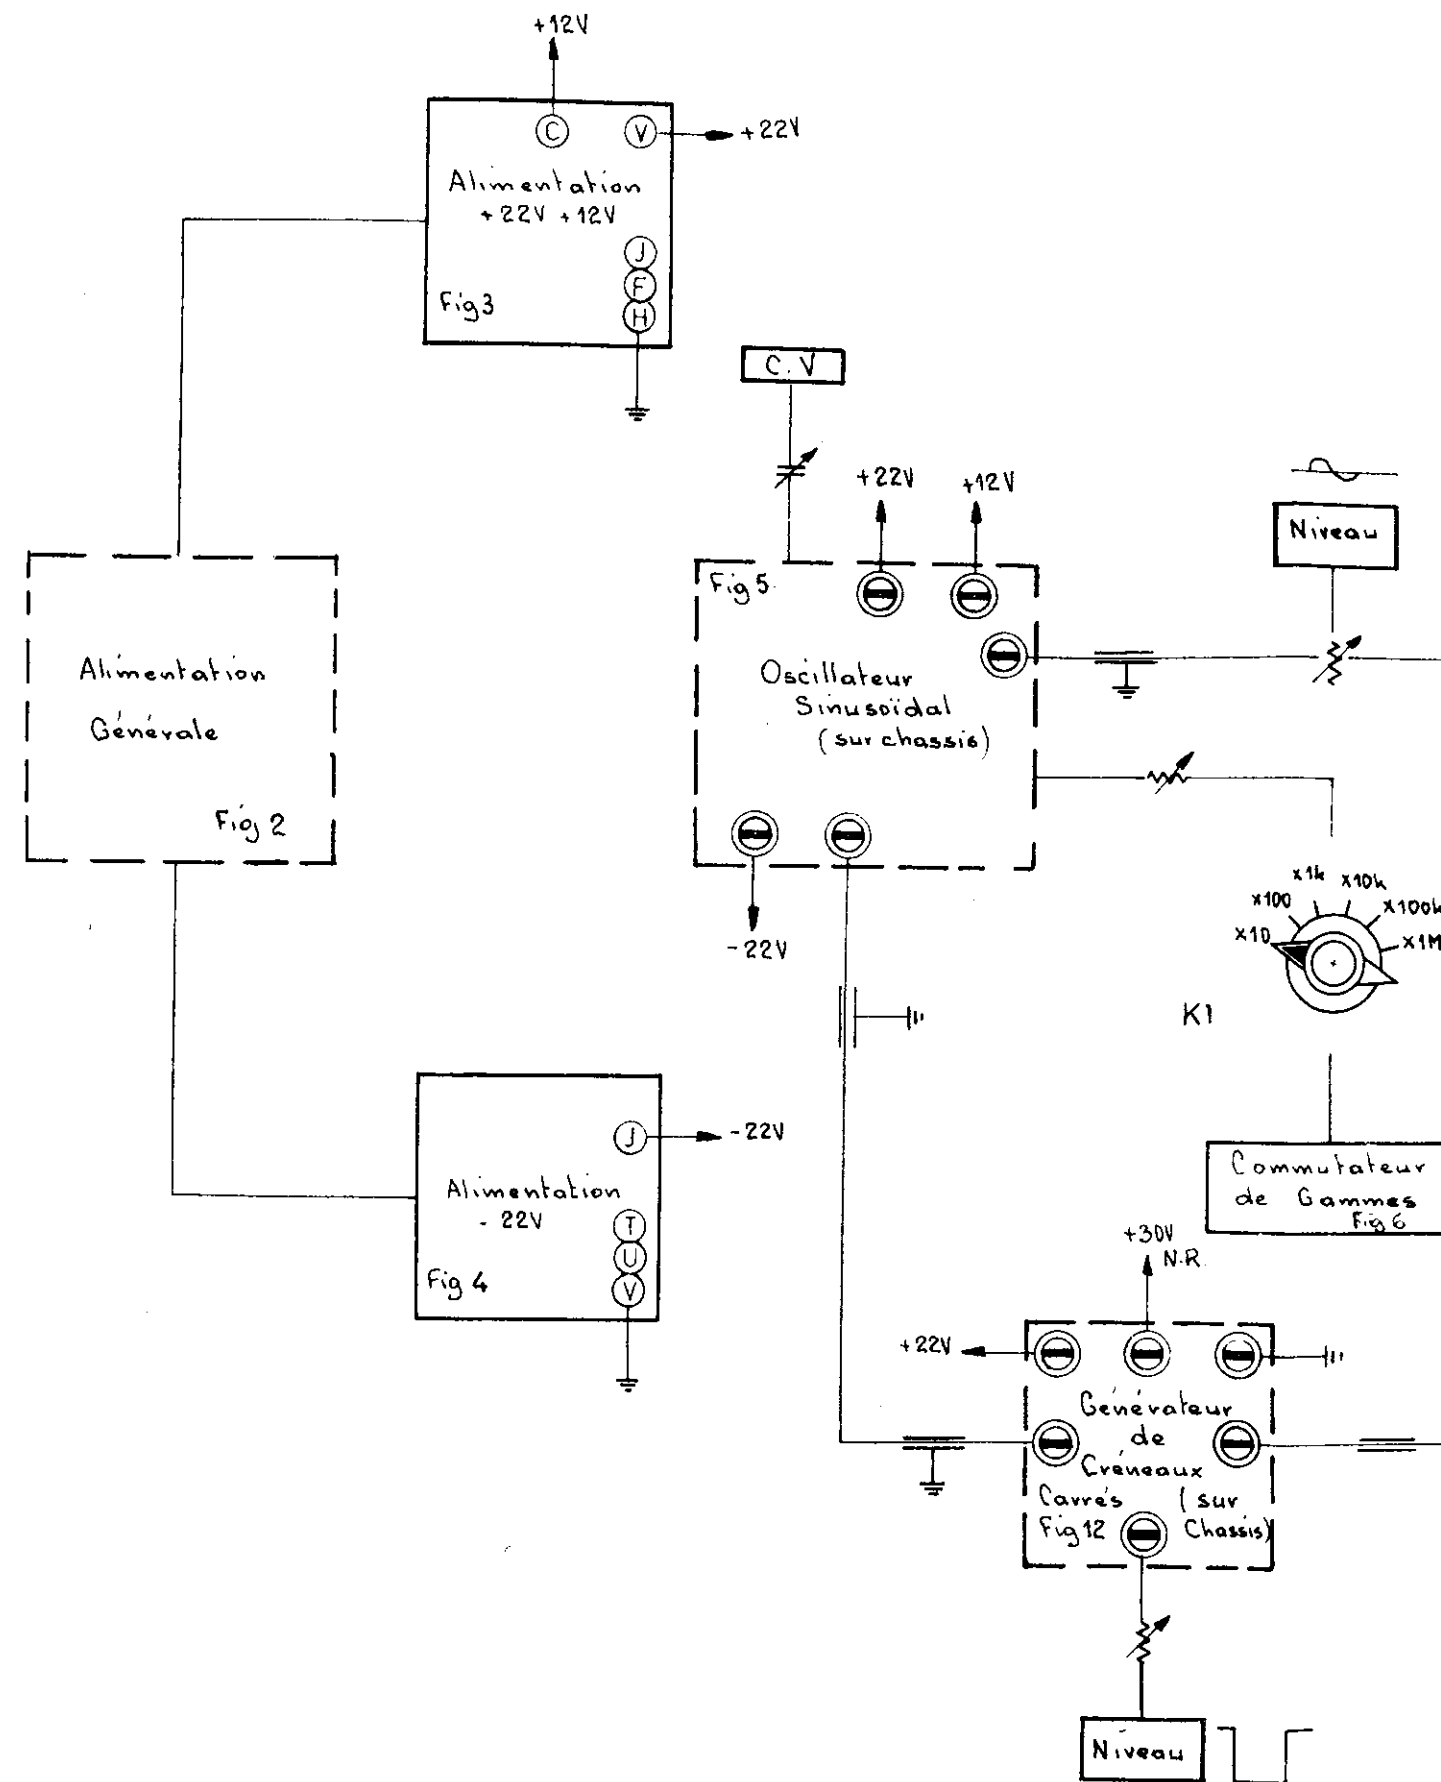 +12V
C
V
+22V
Alimentation
+22V +12V
J
F
H
Fig 3
C.V
+22V
+12V
Niveau
Fig 5
Alimentation
Générale
Fig 2
Oscillateur
Sinusoïdal
(sur chassis)
-22V
x10
x100
x1k
x10k
x100k
x1M
K1
J
-22V
Alimentation
- 22V
T
U
V
Fig 4
Commutateur
de Gammes
Fig 6
+30V
N.R.
+22V
Générateur
de
Créneaux
Carrés (sur
Fig 12 Chassis)
Niveau